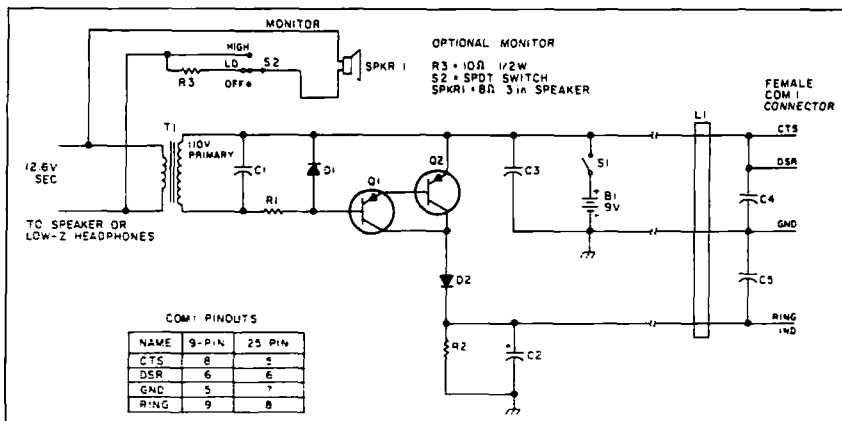 MONITOR
HIGH
LO
S2
OFF
R3
SPKR 1
OPTIONAL MONITOR
R3 = 10Ω 1/2W
S2 = SPDT SWITCH
SPKR1 = 8Ω 3 in SPEAKER
FEMALE
COM 1
CONNECTOR
T1
110V
PRIMARY
12.6V
SEC
C1
D1
R1
Q1
Q2
C3
S1
B1
9V
L1
CTS
DSR
C4
GND
C5
RING
IND
TO SPEAKER OR
LOW-Z HEADPHONES
D2
R2
C2
COM1 PINOUTS
NAME 9-PIN 25 PIN
CTS 8 5
DSR 6 6
GND 5 7
RING 9 8